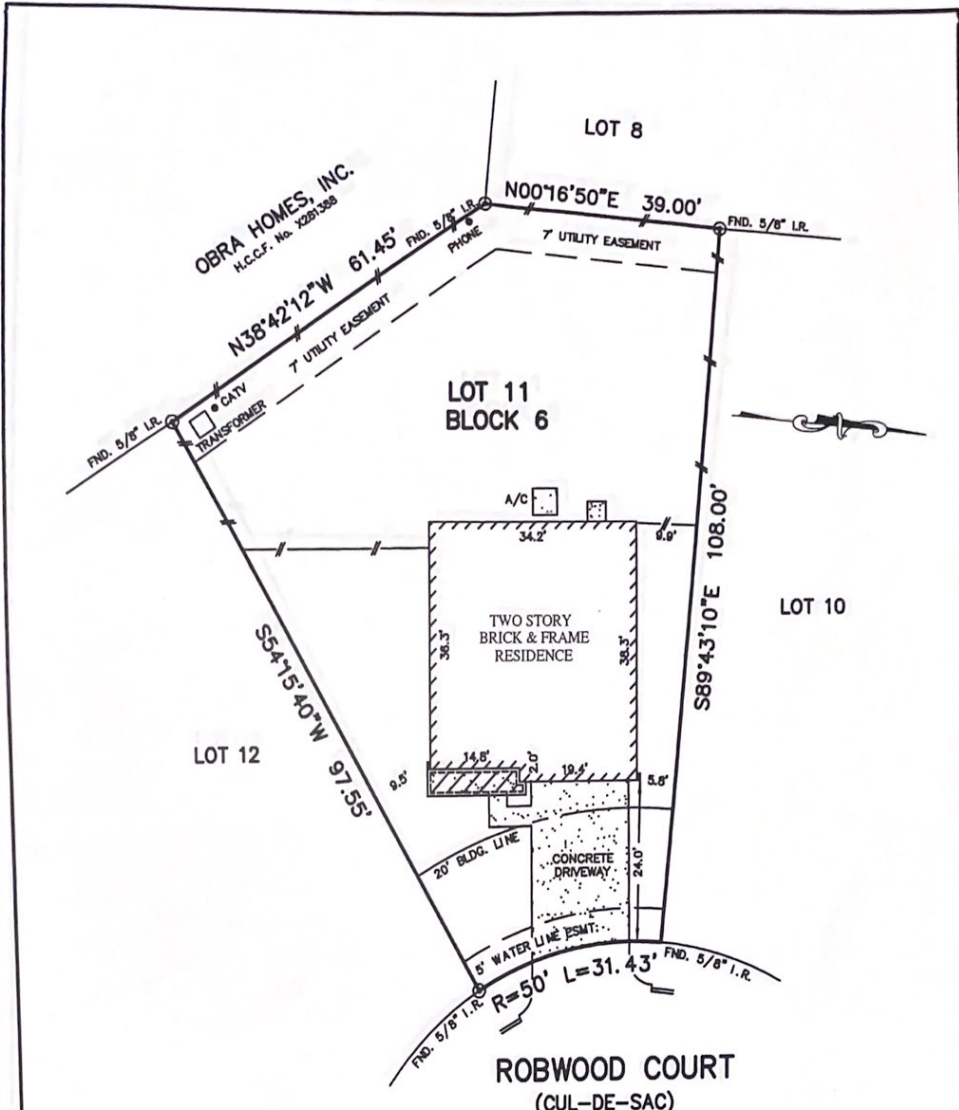 LOT 8
OBRA HOMES, INC.
H.C.C.F. No. X281388
N00°16'50"E 39.00'
FND. 5/8" I.R.
FND. 5/8" I.R.
PHONE
7' UTILITY EASEMENT
N38°42'12"W 61.45'
7' UTILITY EASEMENT
CATV
TRANSFORMER
FND. 5/8" I.R.
LOT 11
BLOCK 6
A/C
34.2'
9.9'
S89°43'10"E 108.00'
LOT 10
TWO STORY
BRICK & FRAME
RESIDENCE
36.3'
38.3'
S54°15'40"W 97.55'
LOT 12
14.8'
2.0'
19.4'
9.5'
5.8'
20' BLDG. LINE
CONCRETE
DRIVEWAY
24.0'
5' WATER LINE ESMT.
R=50' L=31.43'
FND. 5/8" I.R.
FND. 5/8" I.R.
ROBWOOD COURT
(CUL-DE-SAC)